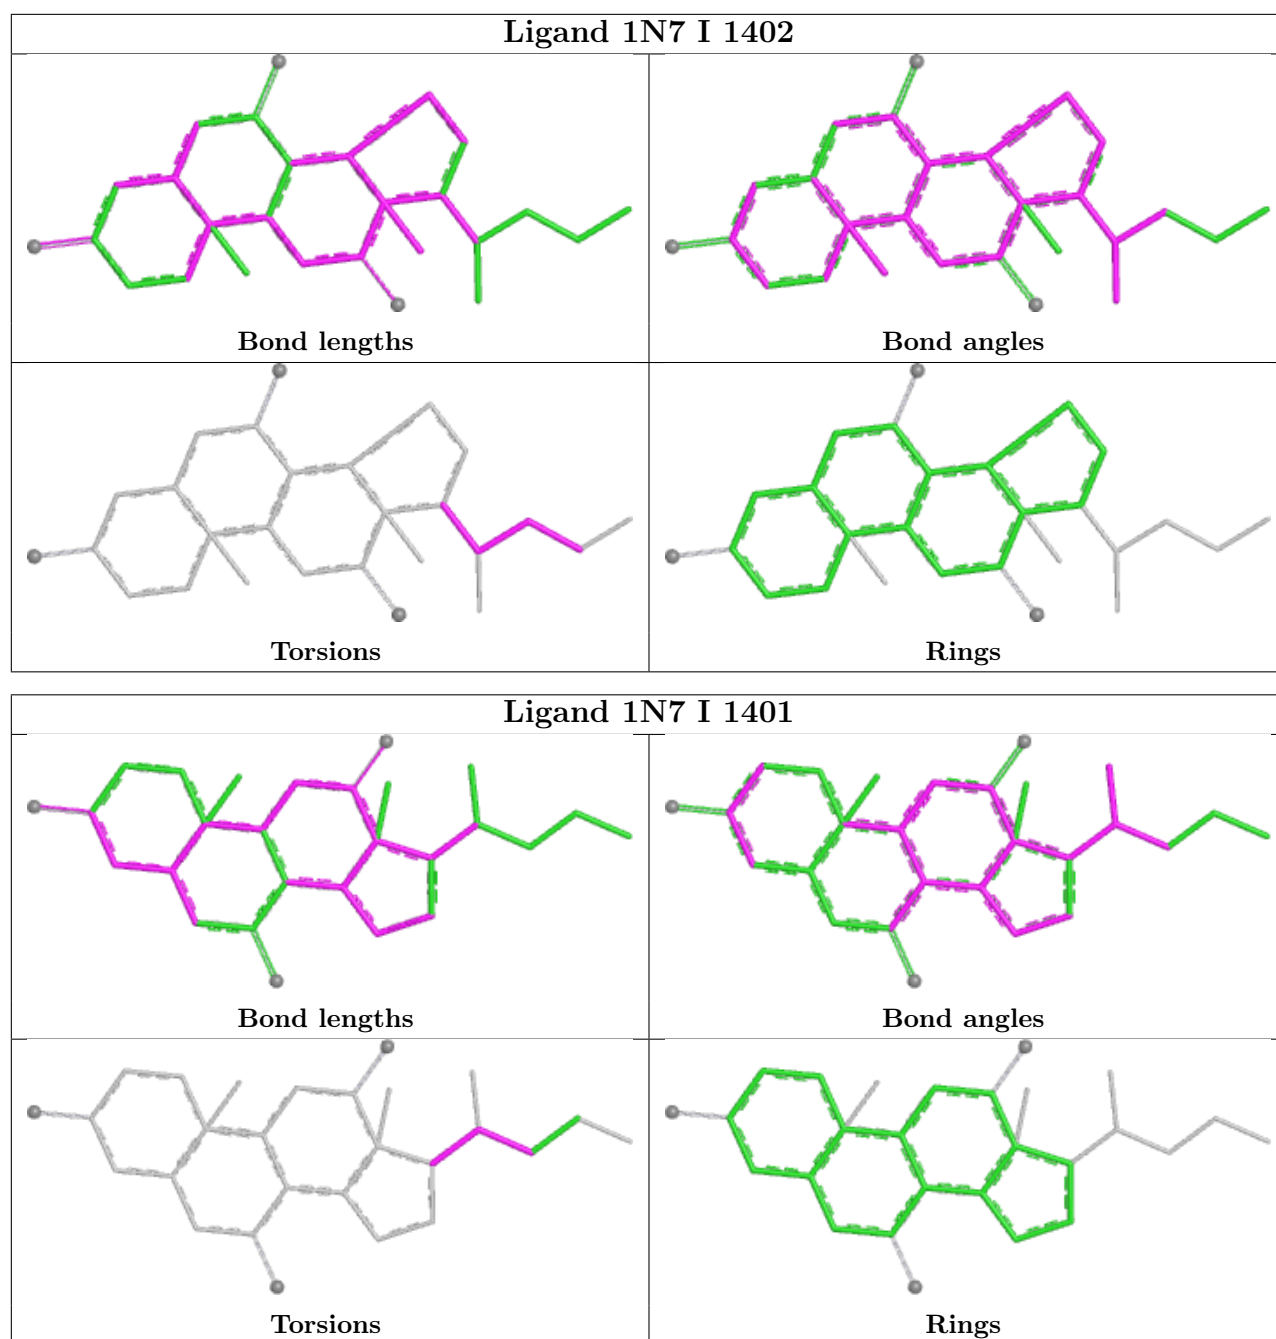 Ligand 1N7 I 1402
Bond lengths
Bond angles
Torsions
Rings
Ligand 1N7 I 1401
Bond lengths
Bond angles
Torsions
Rings